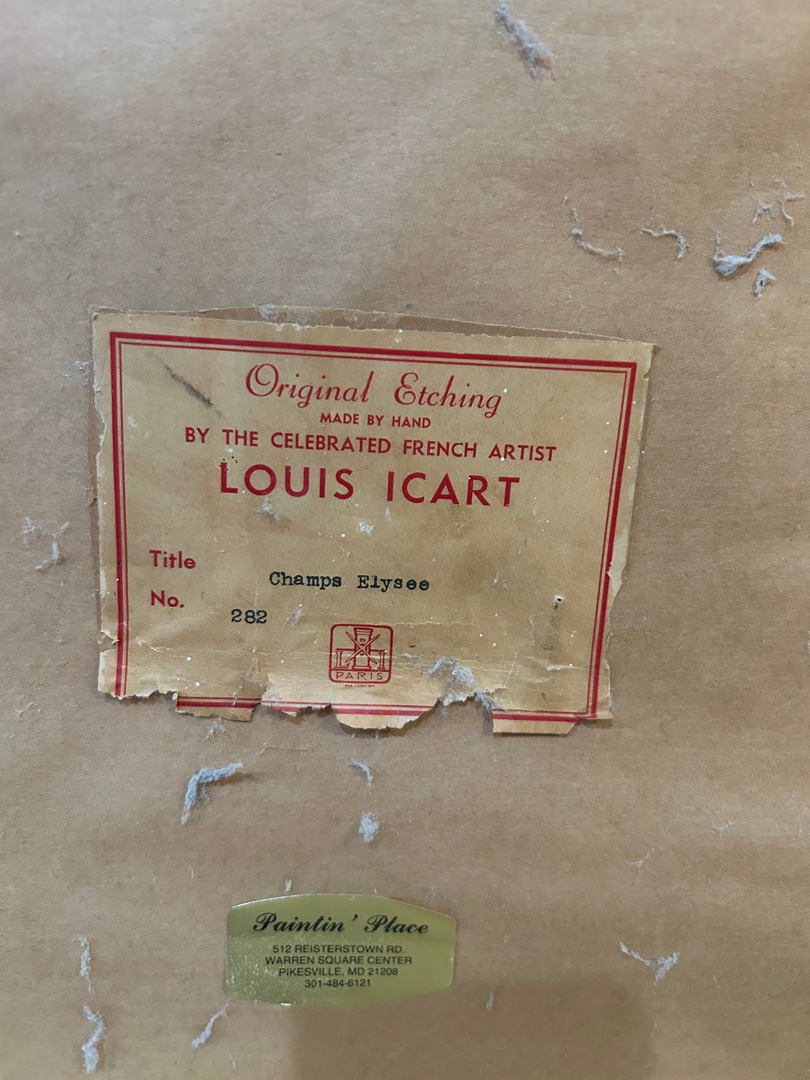 Original Etching
MADE BY HAND
BY THE CELEBRATED FRENCH ARTIST
LOUIS ICART
Title Champs Elysee
No. 282
PARIS
Paintin' Place
512 REISTERSTOWN RD.
WARREN SQUARE CENTER
PIKESVILLE, MD 21208
301-484-6121